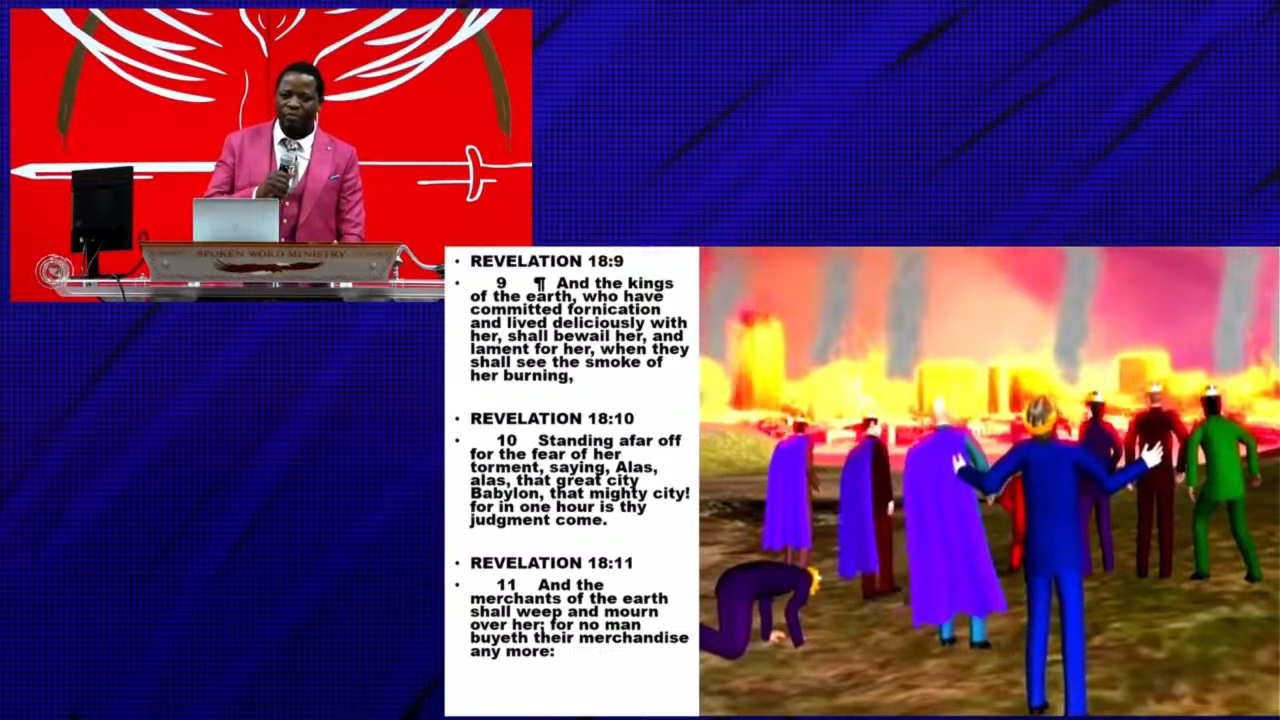 SPOKEN WORD MINISTRY
• REVELATION 18:9
• 9 ¶ And the kings
of the earth, who have
committed fornication
and lived deliciously with
her, shall bewail her, and
lament for her, when they
shall see the smoke of
her burning,
• REVELATION 18:10
• 10 Standing afar off
for the fear of her
torment, saying, Alas,
alas, that great city
Babylon, that mighty city!
for in one hour is thy
judgment come.
• REVELATION 18:11
• 11 And the
merchants of the earth
shall weep and mourn
over her; for no man
buyeth their merchandise
any more: